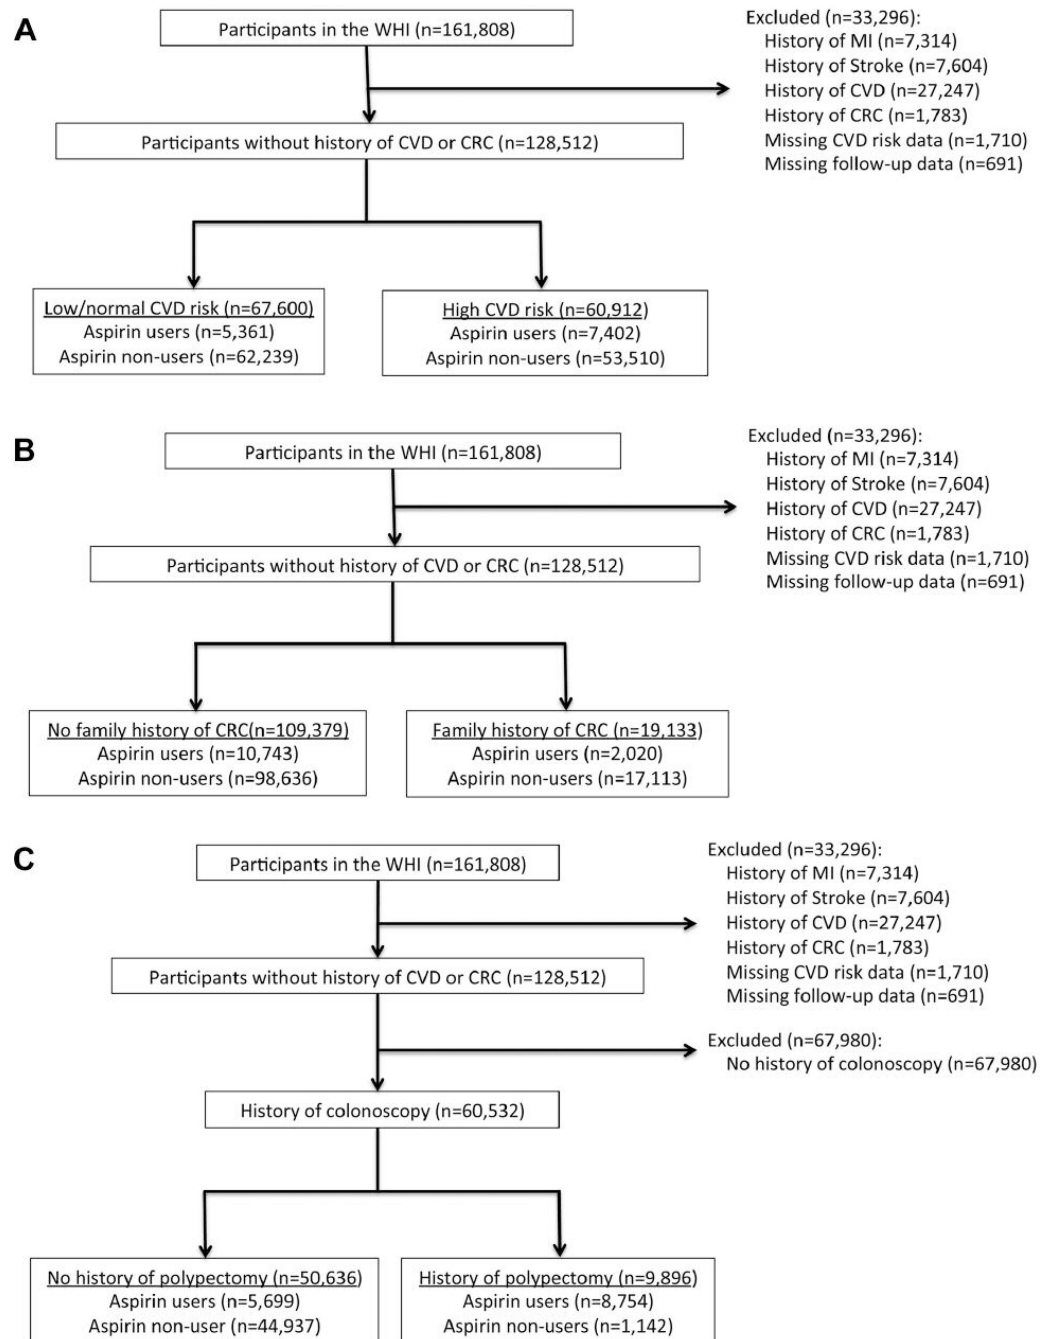 A
Participants in the WHI (n=161,808)
Excluded (n=33,296):
History of MI (n=7,314)
History of Stroke (n=7,604)
History of CVD (n=27,247)
History of CRC (n=1,783)
Missing CVD risk data (n=1,710)
Missing follow-up data (n=691)
Participants without history of CVD or CRC (n=128,512)
Low/normal CVD risk (n=67,600)
Aspirin users (n=5,361)
Aspirin non-users (n=62,239)
High CVD risk (n=60,912)
Aspirin users (n=7,402)
Aspirin non-users (n=53,510)
B
Participants in the WHI (n=161,808)
Excluded (n=33,296):
History of MI (n=7,314)
History of Stroke (n=7,604)
History of CVD (n=27,247)
History of CRC (n=1,783)
Missing CVD risk data (n=1,710)
Missing follow-up data (n=691)
Participants without history of CVD or CRC (n=128,512)
No family history of CRC(n=109,379)
Aspirin users (n=10,743)
Aspirin non-users (n=98,636)
Family history of CRC (n=19,133)
Aspirin users (n=2,020)
Aspirin non-users (n=17,113)
C
Participants in the WHI (n=161,808)
Excluded (n=33,296):
History of MI (n=7,314)
History of Stroke (n=7,604)
History of CVD (n=27,247)
History of CRC (n=1,783)
Missing CVD risk data (n=1,710)
Missing follow-up data (n=691)
Participants without history of CVD or CRC (n=128,512)
Excluded (n=67,980):
No history of colonoscopy (n=67,980)
History of colonoscopy (n=60,532)
No history of polypectomy (n=50,636)
Aspirin users (n=5,699)
Aspirin non-user (n=44,937)
History of polypectomy (n=9,896)
Aspirin users (n=8,754)
Aspirin non-users (n=1,142)